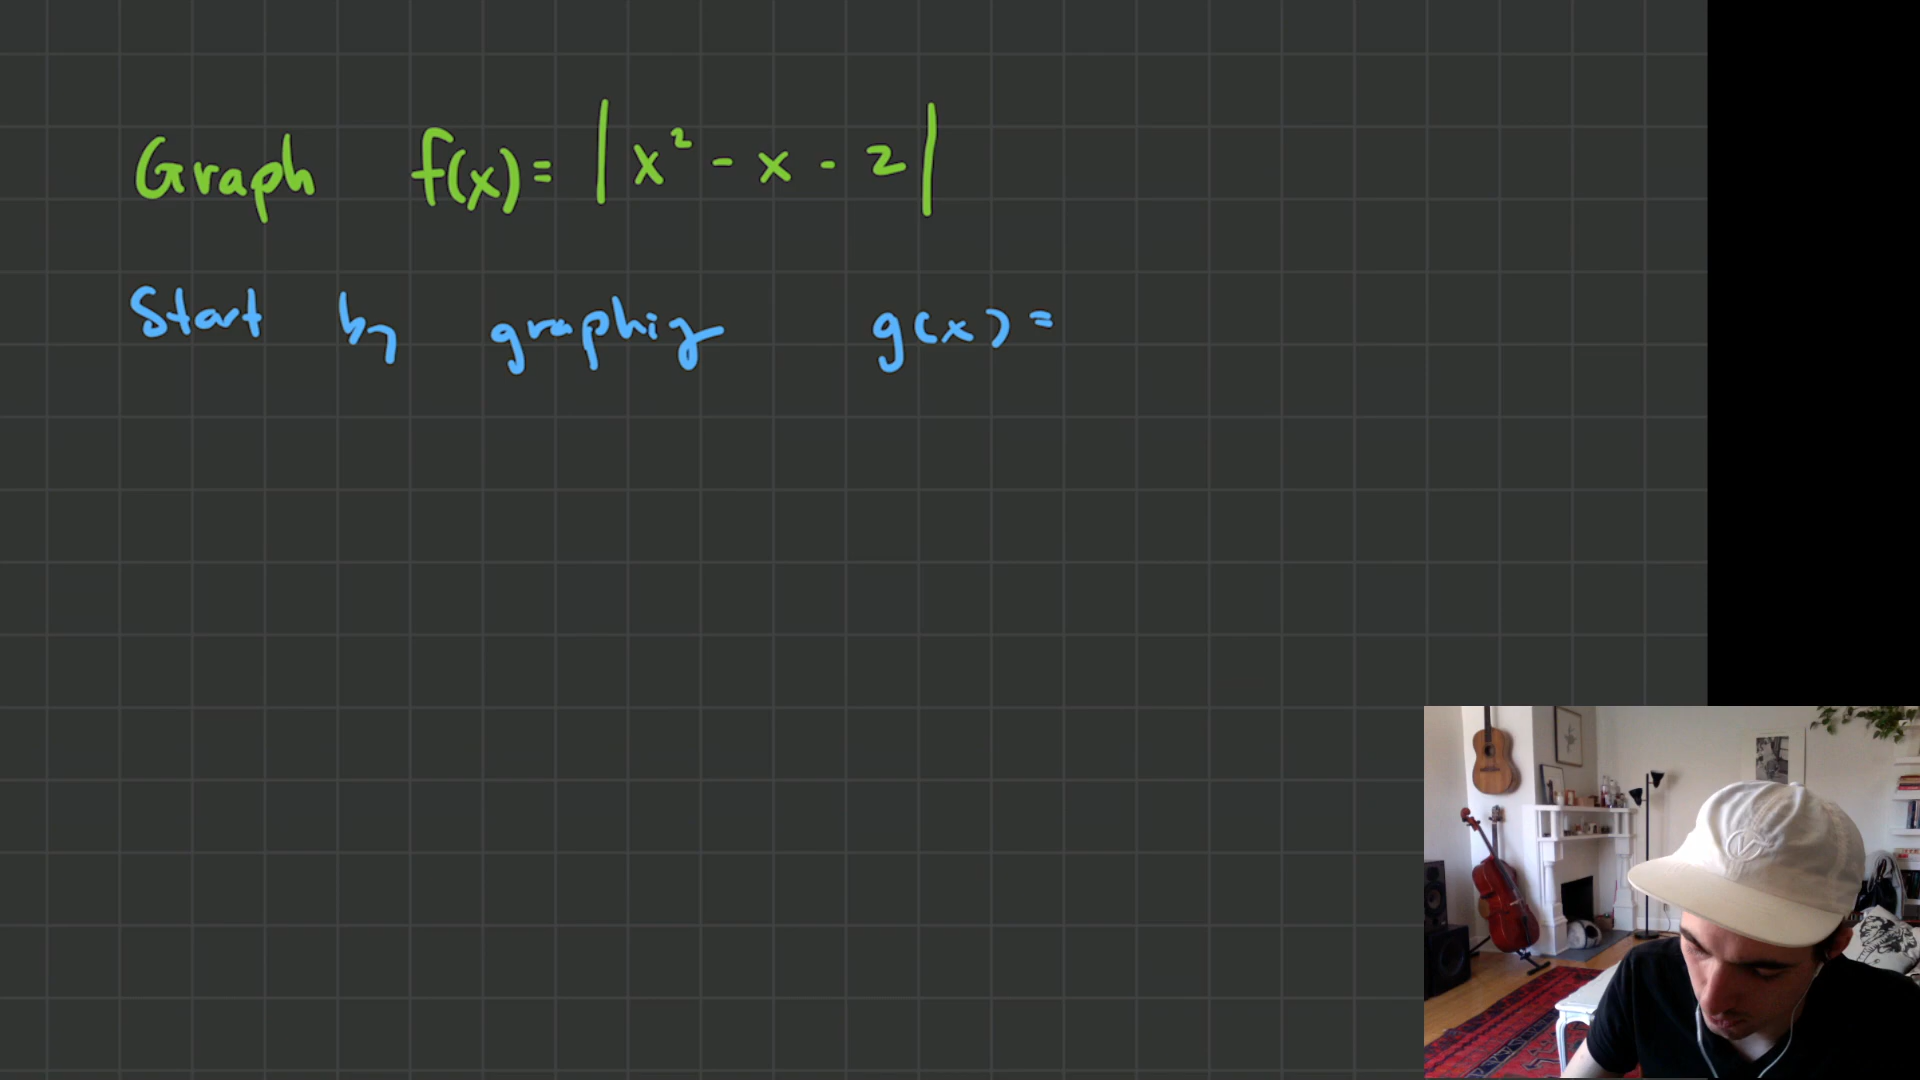 Graph f(x) = | x² - x - 2 |
Start by graphing g(x) =